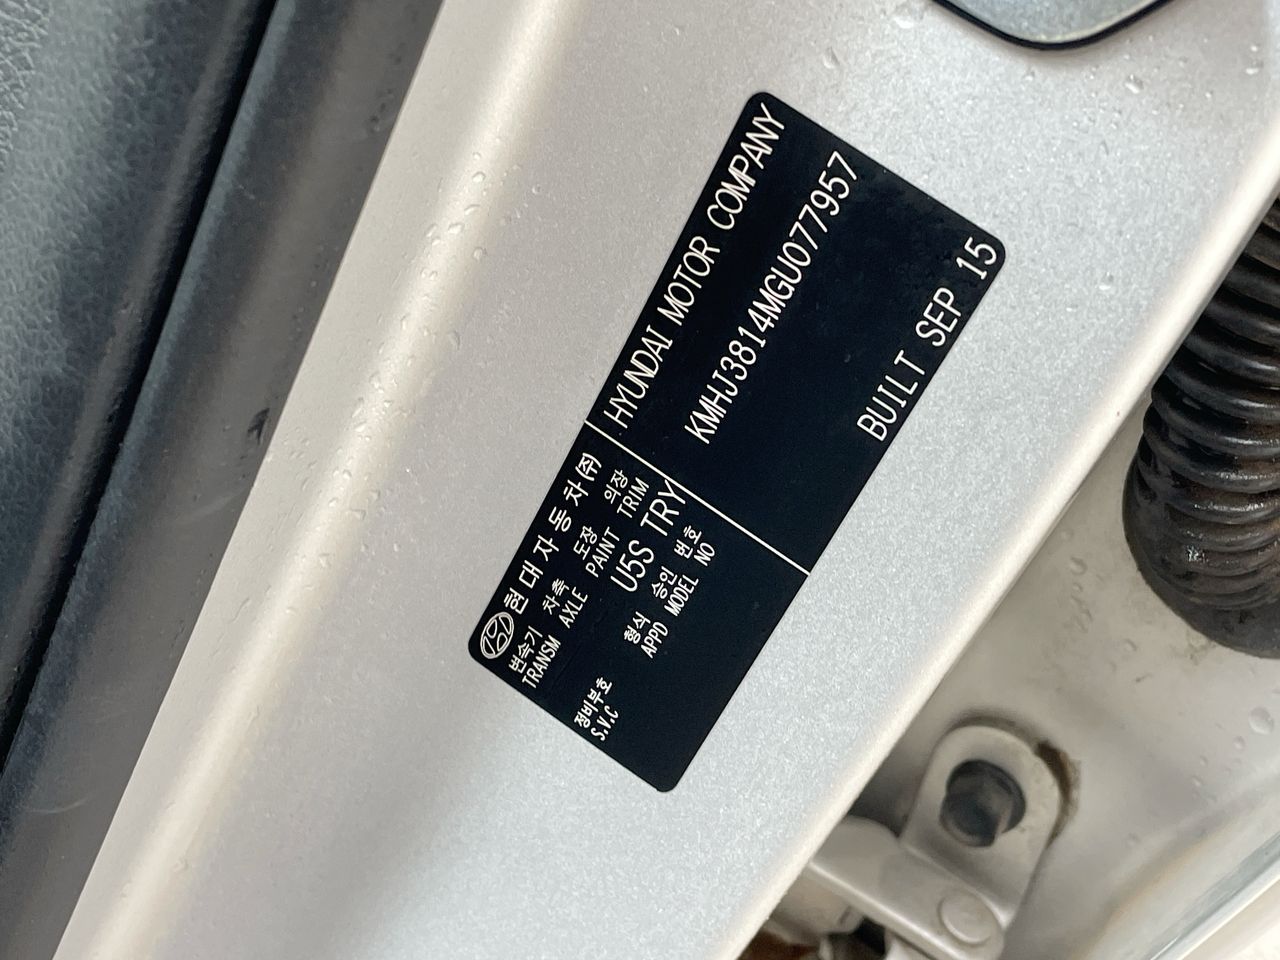 현대자동차(주)
HYUNDAI MOTOR COMPANY
변속기 차축 도장 의장
TRANSM AXLE PAINT TRIM
U5S TRY
KMHJ3814MGU077957
정비부호 형식 승인 번호
S.V.C APPD MODEL NO
BUILT SEP 15